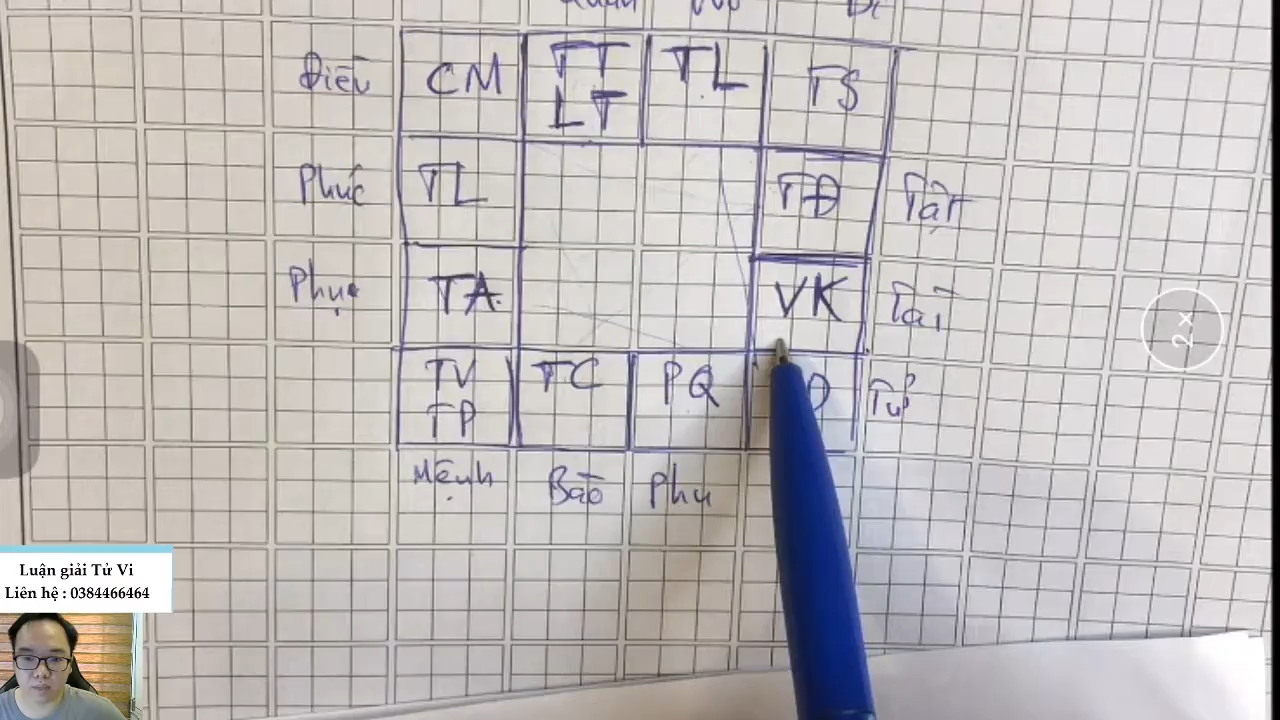 Điền CM TT TL TS
LT
Phúc TL TĐ Tật
Phụ TA VK Tài
TV TC PQ Tử
TP
Mệnh Bào Phu
2×
Luận giải Tử Vi
Liên hệ : 0384466464